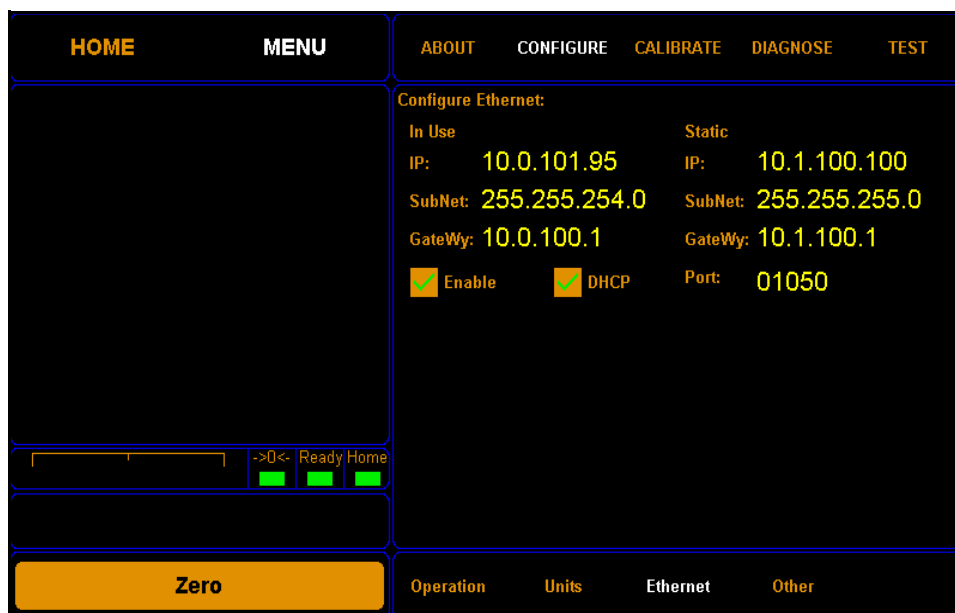 HOME MENU ABOUT CONFIGURE CALIBRATE DIAGNOSE TEST
Configure Ethernet:
In Use Static
IP: 10.0.101.95 IP: 10.1.100.100
SubNet: 255.255.254.0 SubNet: 255.255.255.0
GateWy: 10.0.100.1 GateWy: 10.1.100.1
Enable DHCP Port: 01050
->0<- Ready Home
Zero Operation Units Ethernet Other